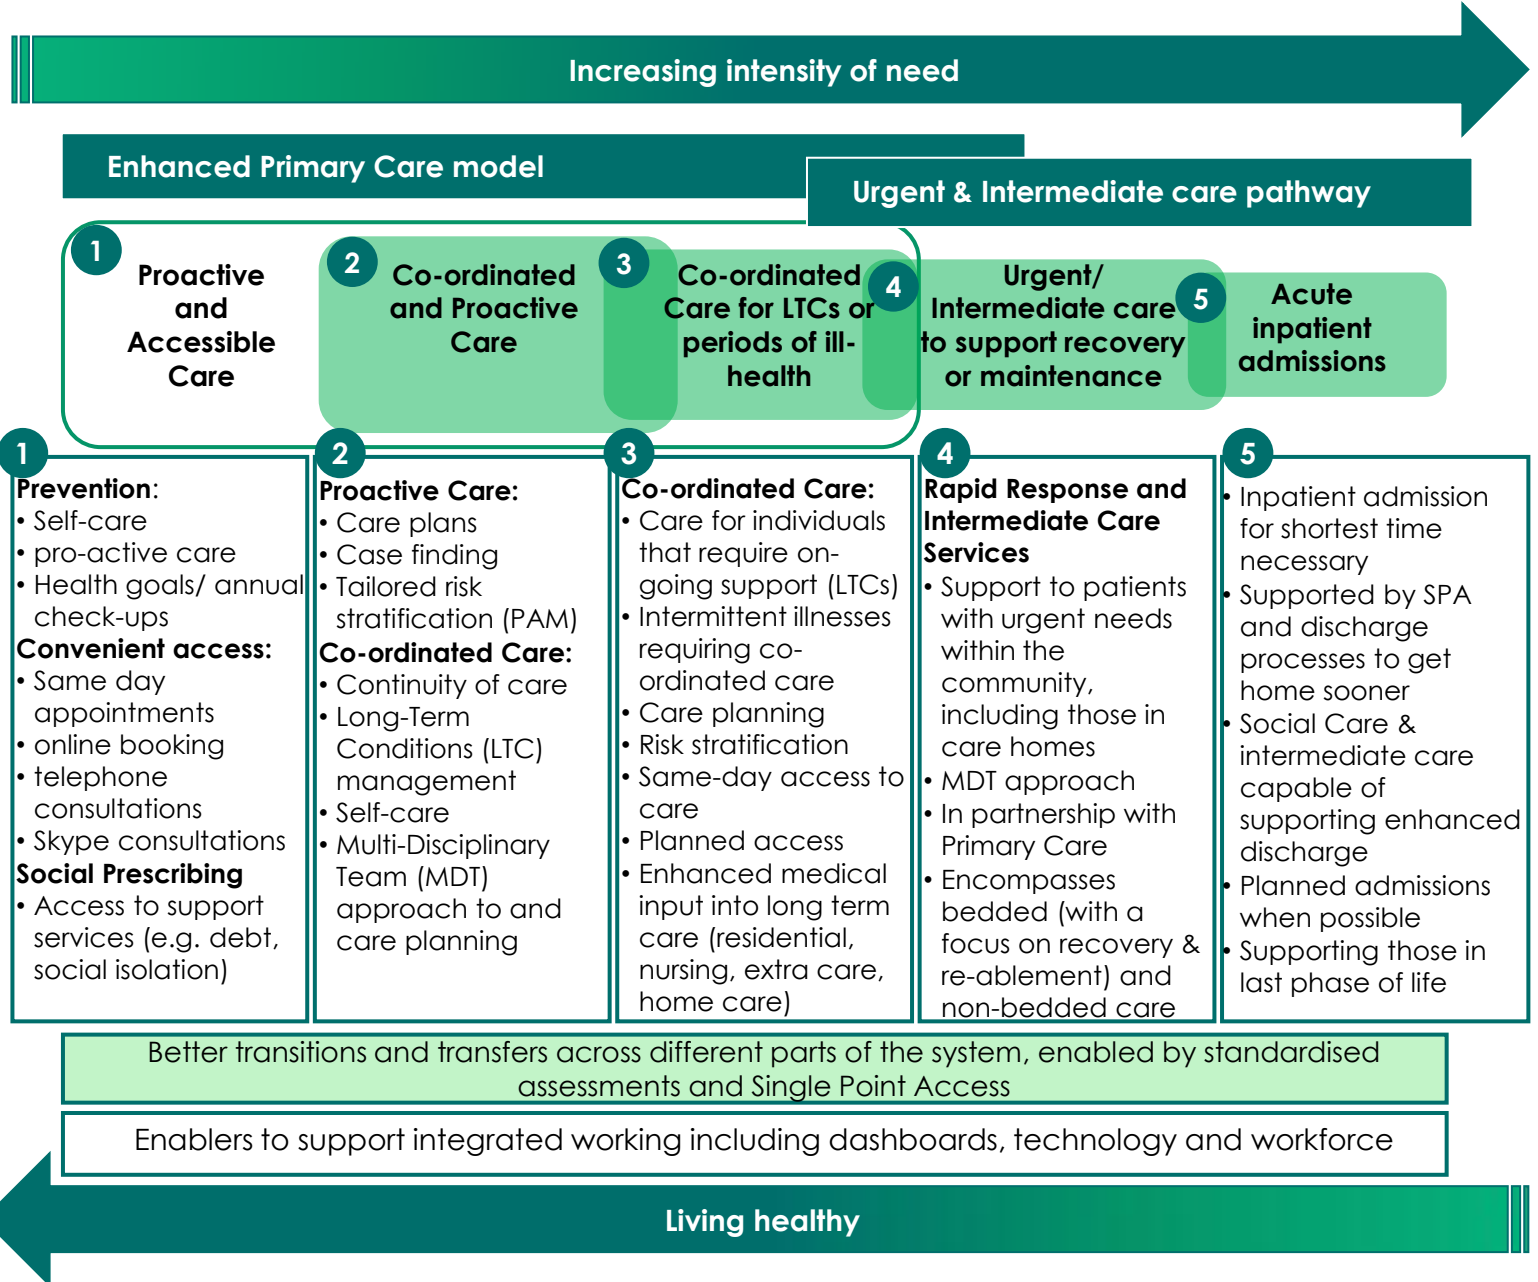 Increasing intensity of need
Enhanced Primary Care model
Urgent & Intermediate care pathway
1
Proactive
and
Accessible
Care
2
Co-ordinated
and Proactive
Care
3
Co-ordinated
Care for LTCs or
periods of ill-
health
4
Urgent/
Intermediate care
to support recovery
or maintenance
5
Acute
inpatient
admissions
1
Prevention:
• Self-care
• pro-active care
• Health goals/ annual
check-ups
Convenient access:
• Same day
appointments
• online booking
• telephone
consultations
• Skype consultations
Social Prescribing
• Access to support
services (e.g. debt,
social isolation)
2
Proactive Care:
• Care plans
• Case finding
• Tailored risk
stratification (PAM)
Co-ordinated Care:
• Continuity of care
• Long-Term
Conditions (LTC)
management
• Self-care
• Multi-Disciplinary
Team (MDT)
approach to and
care planning
3
Co-ordinated Care:
• Care for individuals
that require on-
going support (LTCs)
• Intermittent illnesses
requiring co-
ordinated care
• Care planning
• Risk stratification
• Same-day access to
care
• Planned access
• Enhanced medical
input into long term
care (residential,
nursing, extra care,
home care)
4
Rapid Response and
Intermediate Care
Services
• Support to patients
with urgent needs
within the
community,
including those in
care homes
• MDT approach
• In partnership with
Primary Care
• Encompasses
bedded (with a
focus on recovery &
re-ablement) and
non-bedded care
5
• Inpatient admission
for shortest time
necessary
• Supported by SPA
and discharge
processes to get
home sooner
• Social Care &
intermediate care
capable of
supporting enhanced
discharge
• Planned admissions
when possible
• Supporting those in
last phase of life
Better transitions and transfers across different parts of the system, enabled by standardised
assessments and Single Point Access
Enablers to support integrated working including dashboards, technology and workforce
Living healthy